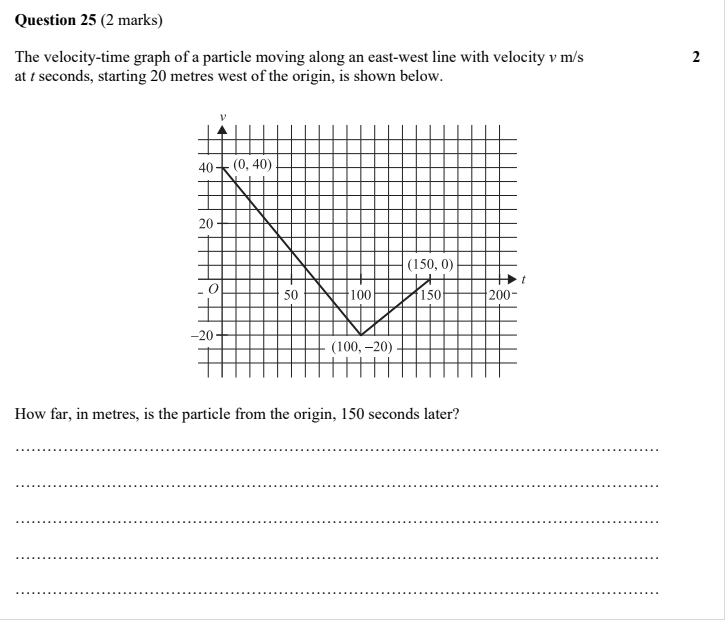 Question 25 (2 marks)
The velocity-time graph of a particle moving along an east-west line with velocity v m/s 2
at t seconds, starting 20 metres west of the origin, is shown below.
v
40 (0, 40)
20
(150, 0)
t
O
50 100 150 200
–20
(100, –20)
How far, in metres, is the particle from the origin, 150 seconds later?